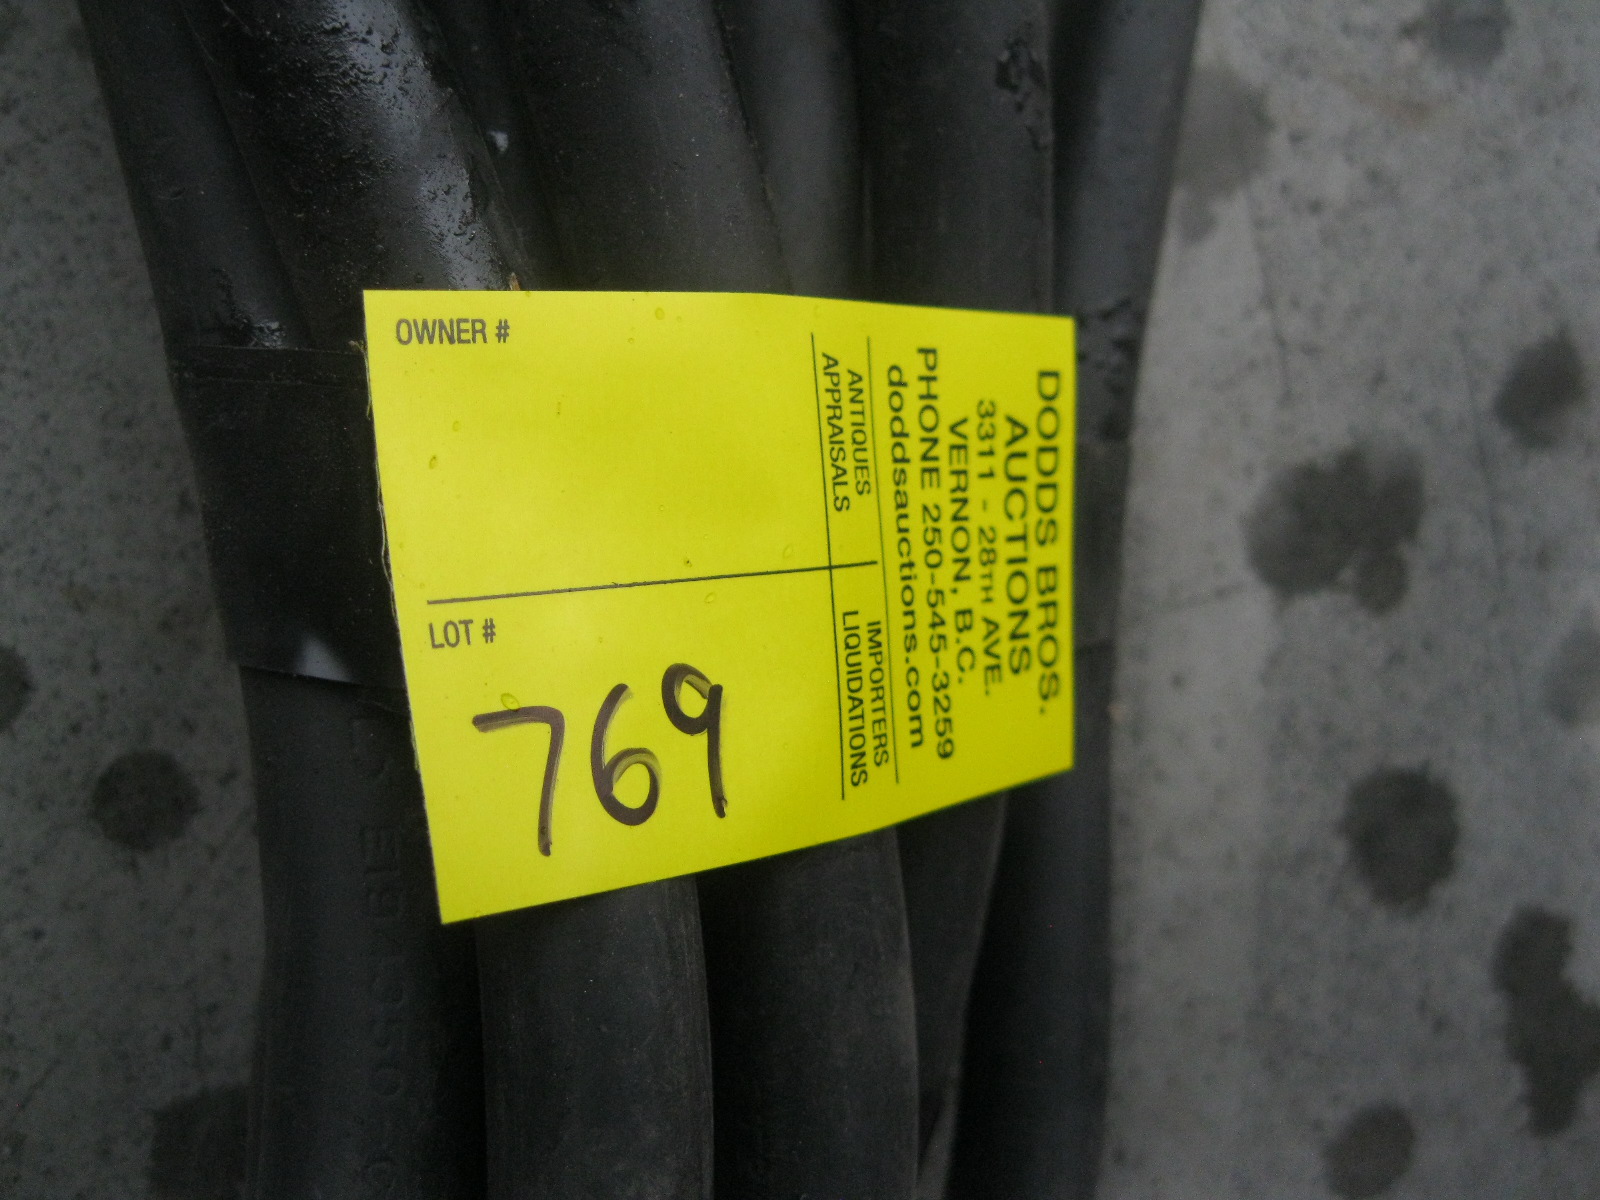 DODDS BROS.
AUCTIONS
3311 - 28TH AVE.
VERNON, B.C.
PHONE 250-545-3259
doddsauctions.com
ANTIQUES
APPRAISALS
IMPORTERS
LIQUIDATIONS
OWNER #
LOT #
769